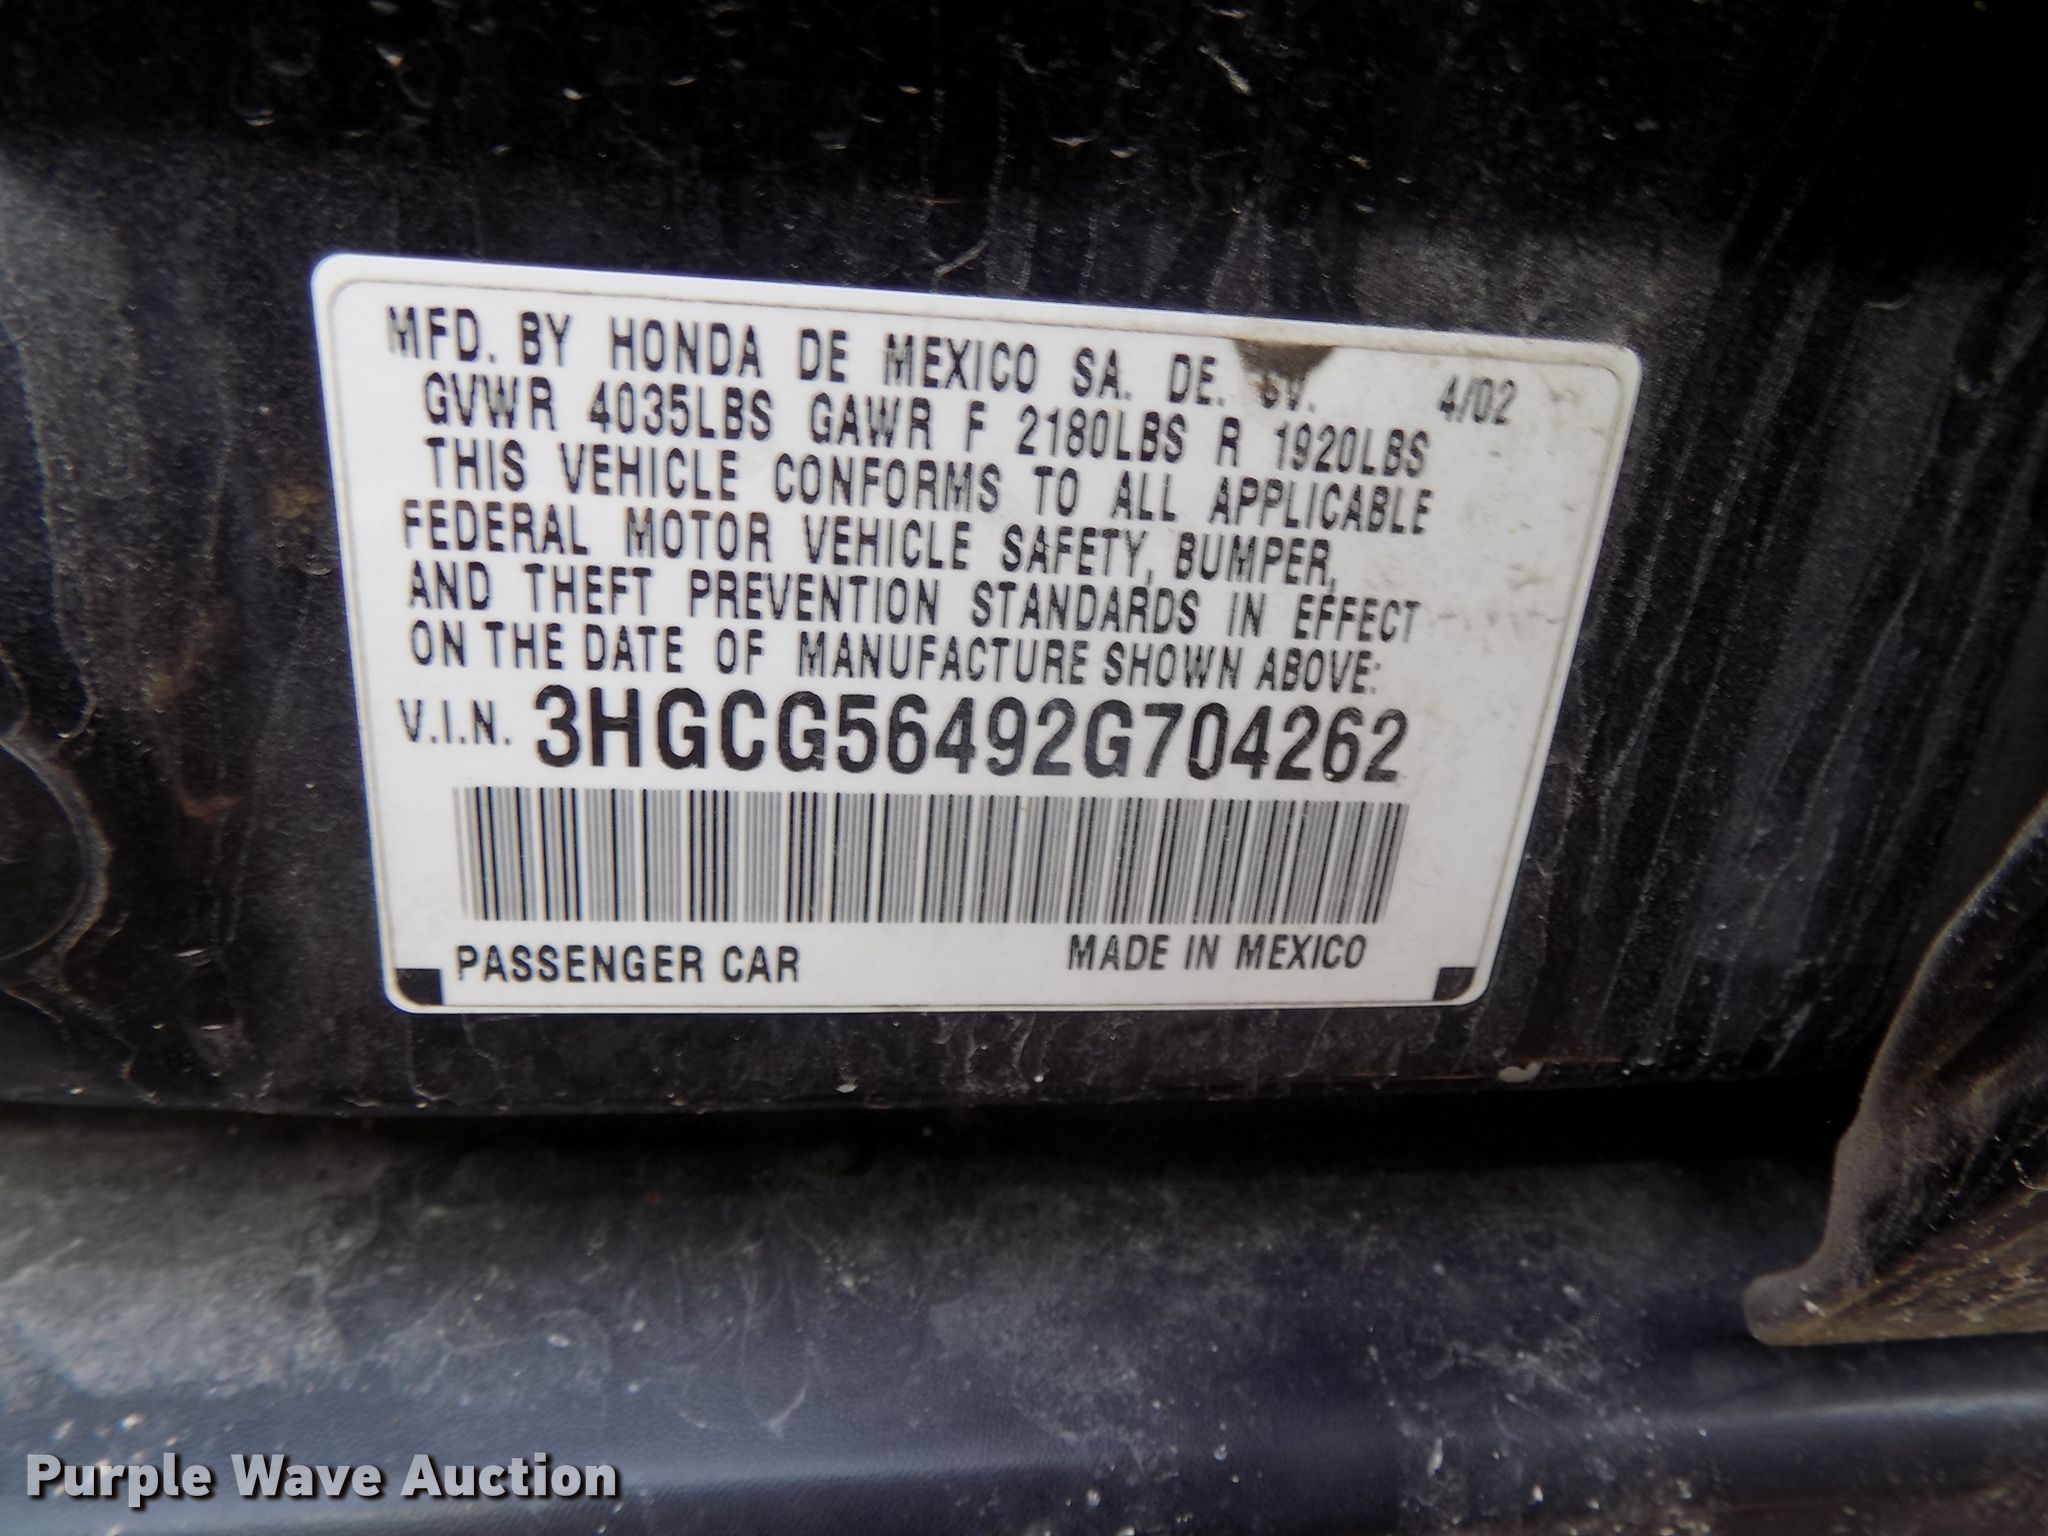 MFD. BY HONDA DE MEXICO SA. DE. CV. 4/02
GVWR 4035LBS GAWR F 2180LBS R 1920LBS
THIS VEHICLE CONFORMS TO ALL APPLICABLE
FEDERAL MOTOR VEHICLE SAFETY, BUMPER,
AND THEFT PREVENTION STANDARDS IN EFFECT
ON THE DATE OF MANUFACTURE SHOWN ABOVE:
V.I.N. 3HGCG56492G704262
PASSENGER CAR MADE IN MEXICO
Purple Wave Auction